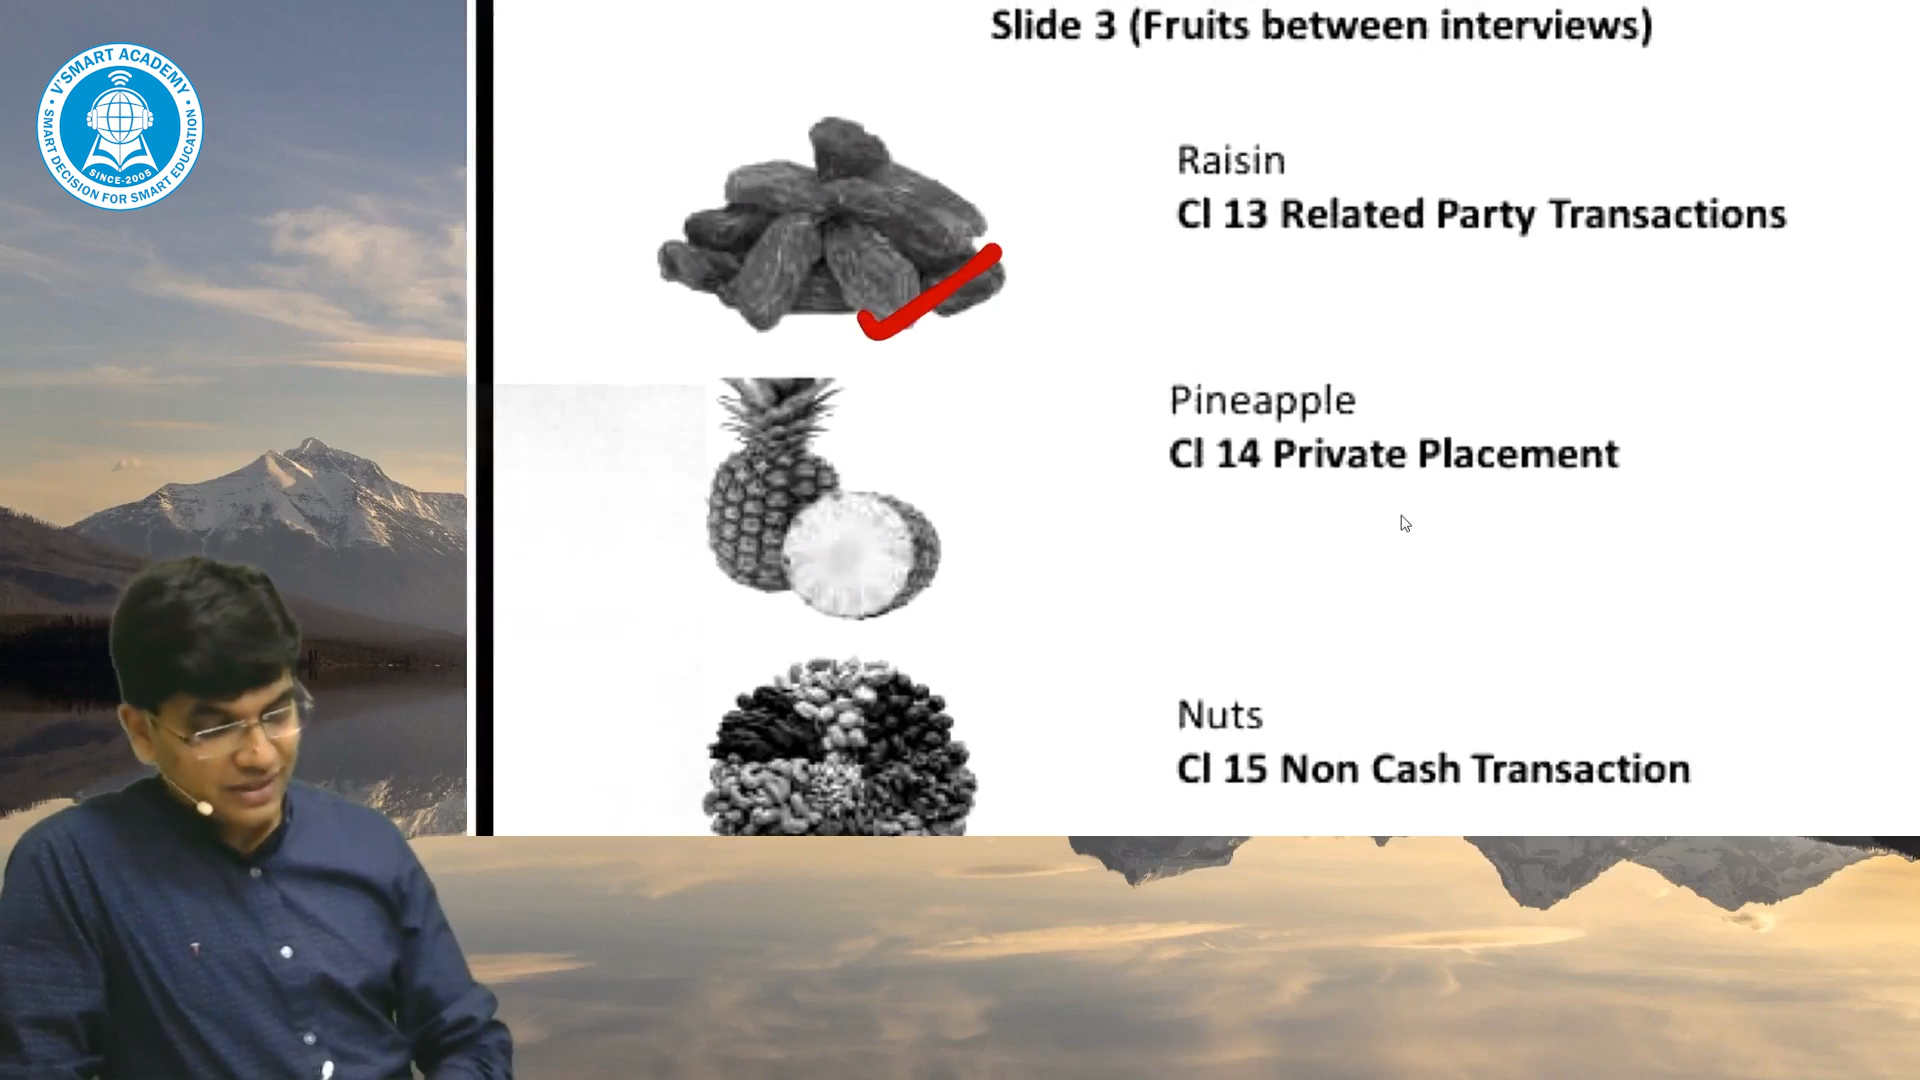 V'SMART ACADEMY
SMART DECISION FOR SMART EDUCATION
SINCE-2005
Slide 3 (Fruits between interviews)
Raisin
Cl 13 Related Party Transactions
Pineapple
Cl 14 Private Placement
Nuts
Cl 15 Non Cash Transaction